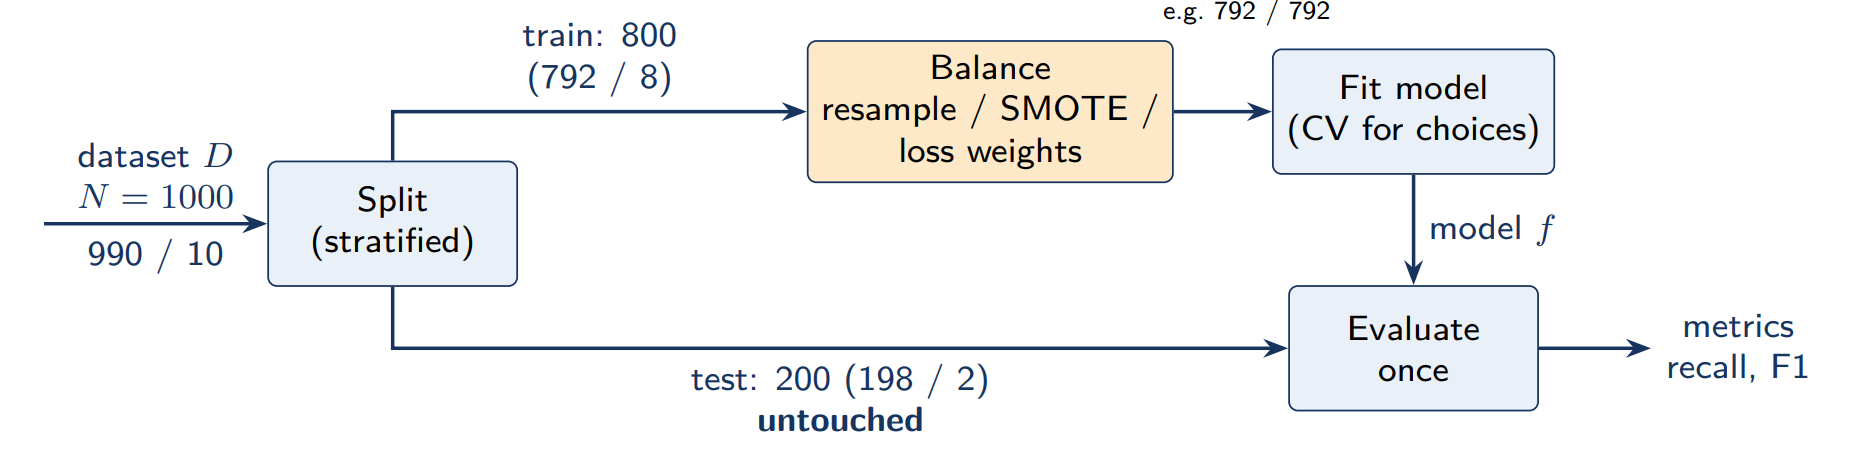 e.g. 792 / 792
train: 800
(792 / 8)
Balance
resample / SMOTE /
loss weights
Fit model
(CV for choices)
dataset D
N = 1000
990 / 10
Split
(stratified)
model f
Evaluate
once
metrics
recall, F1
test: 200 (198 / 2)
untouched